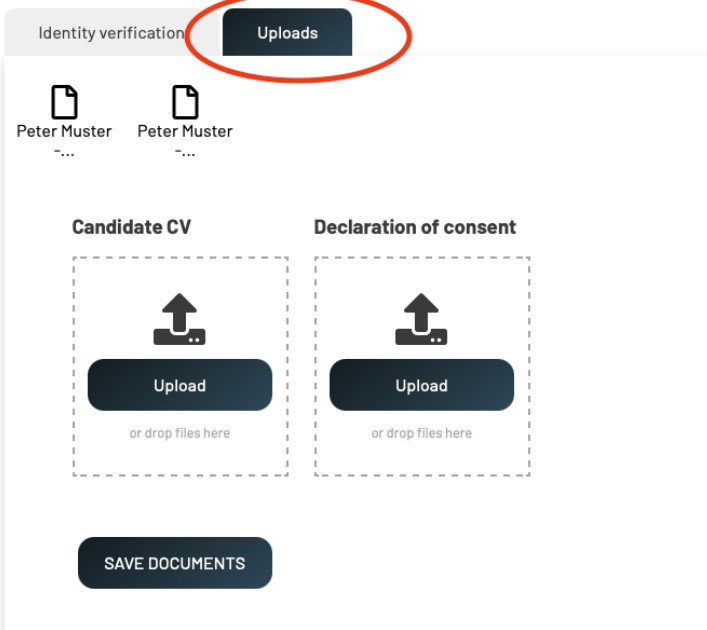 Identity verification
Uploads
Peter Muster
-...
Peter Muster
-...
Candidate CV
Declaration of consent
Upload
Upload
or drop files here
or drop files here
SAVE DOCUMENTS